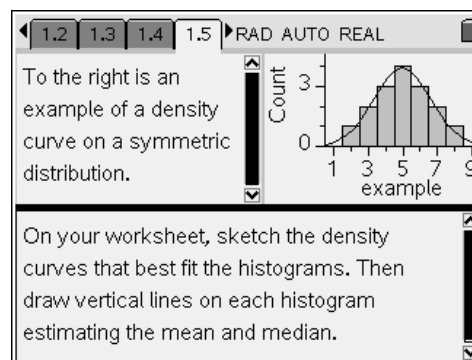 1.2 1.3 1.4 1.5 RAD AUTO REAL
To the right is an
example of a density
curve on a symmetric
distribution.
Count
3
0
1 3 5 7 9
example
On your worksheet, sketch the density
curves that best fit the histograms. Then
draw vertical lines on each histogram
estimating the mean and median.